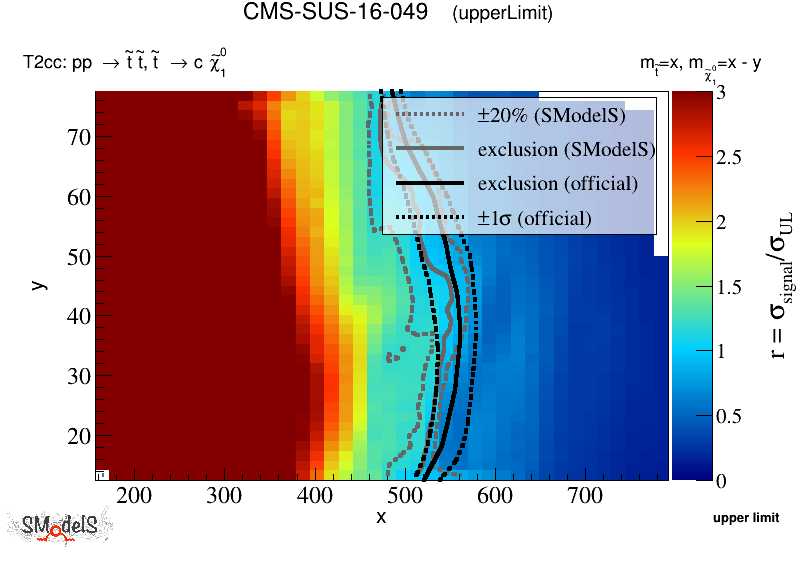 CMS-SUS-16-049 (upperLimit)
T2cc: pp → t̃ t̃, t̃ → c χ̃⁰₁
m_t̃=x, m_χ̃⁰₁=x - y
±20% (SModelS)
exclusion (SModelS)
exclusion (official)
±1σ (official)
70
60
50
40
30
20
y
200 300 400 500 600 700
x
3
2.5
2
1.5
1
0.5
0
r = σ_signal/σ_UL
SModelS
upper limit